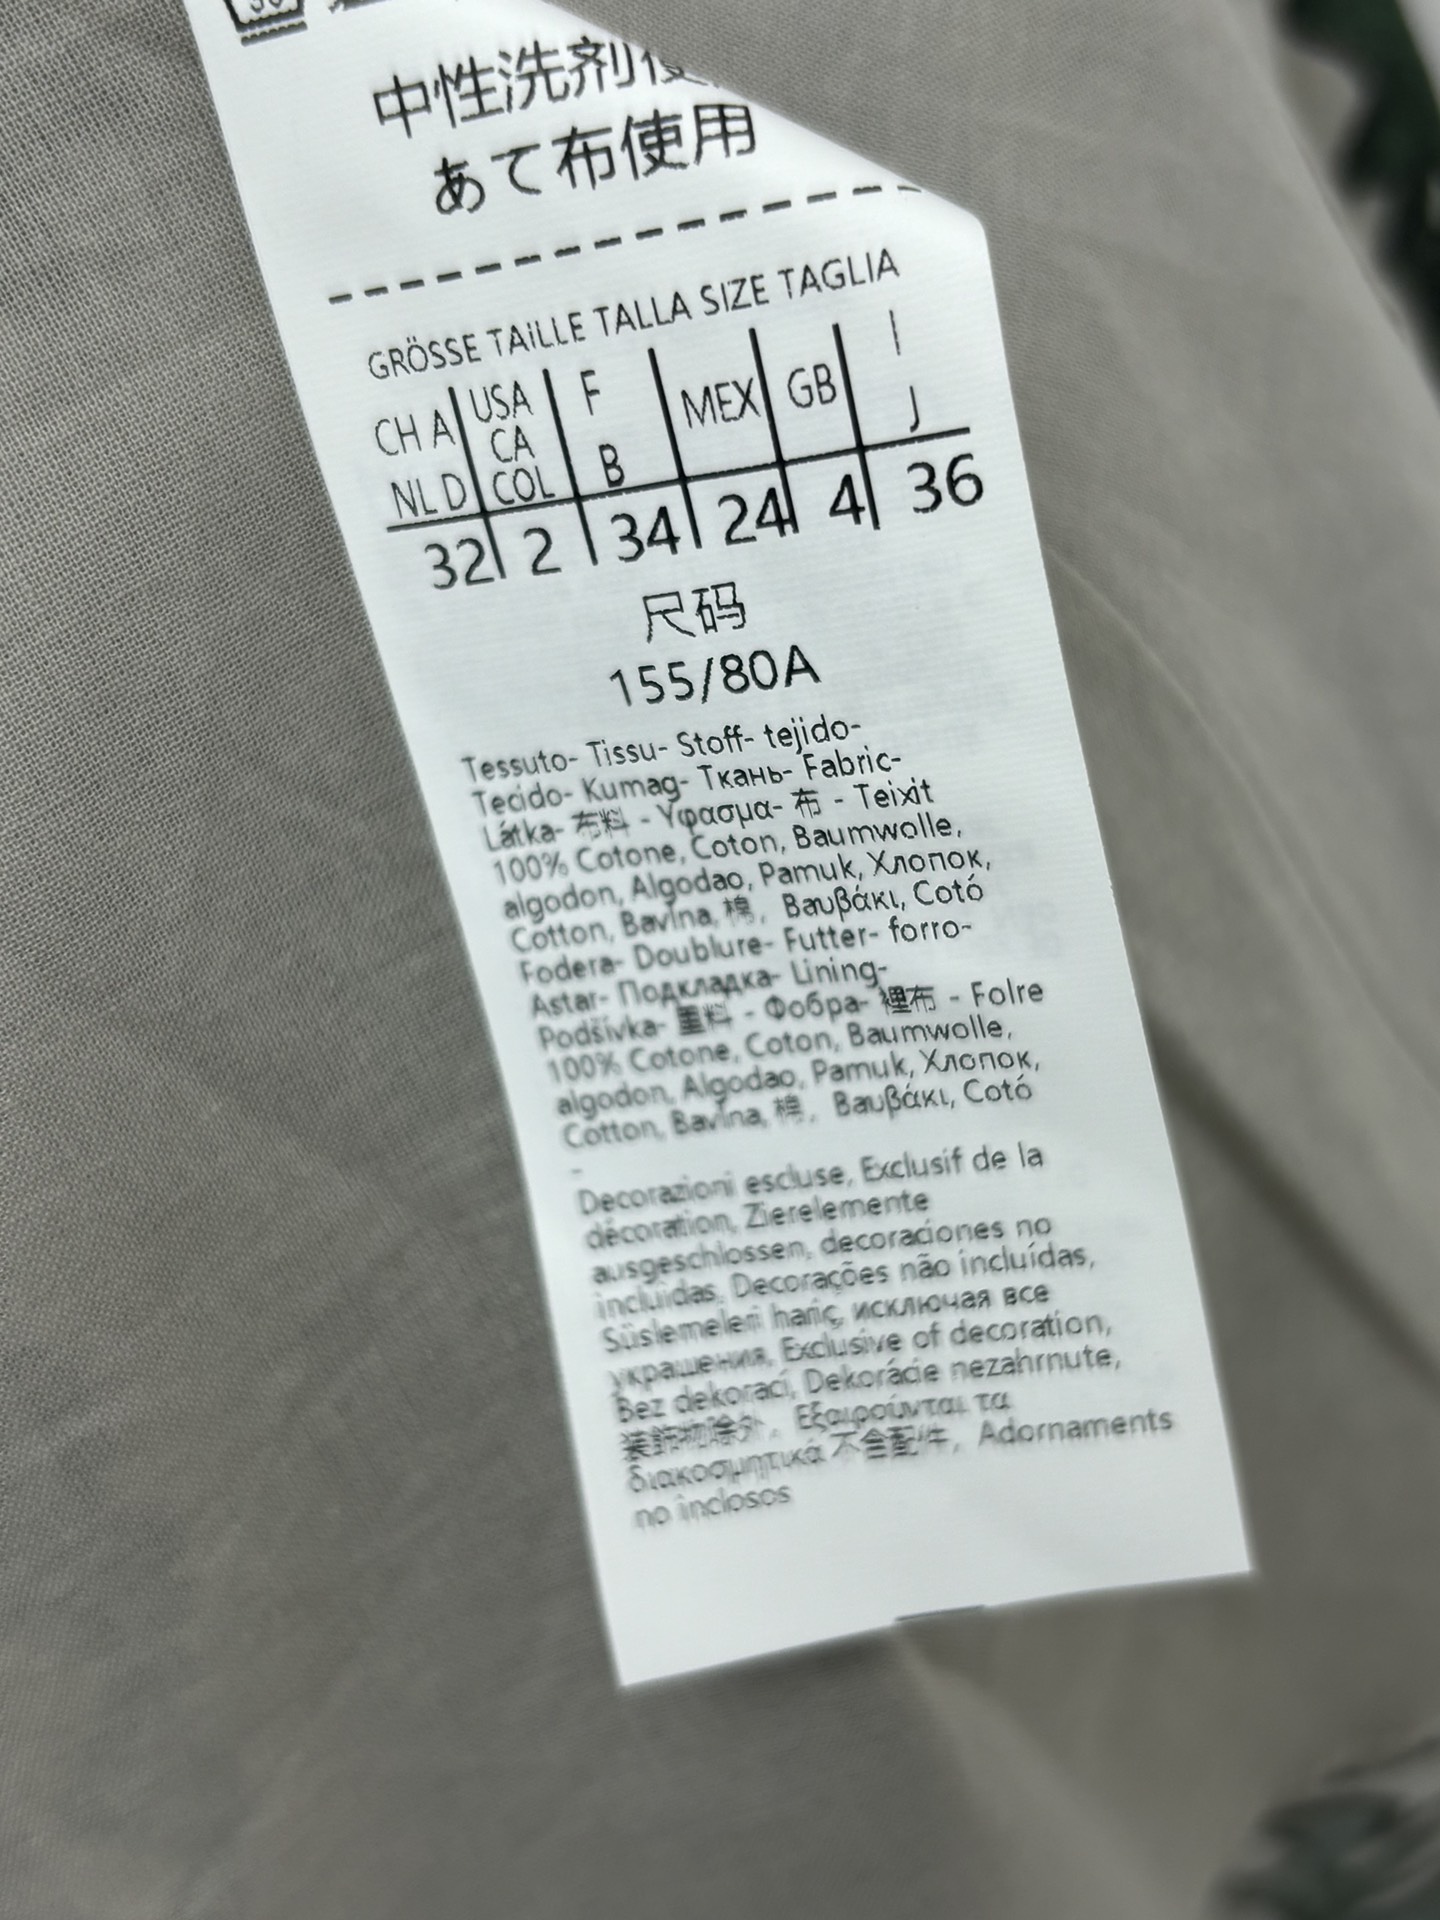 中性洗剤使
あて布使用
GRÖSSE TAILLE TALLA SIZE TAGLIA
CH A USA F MEX GB I
CA
NL D COL B J
32 2 34 24 4 36
尺码
155/80A
Tessuto- Tissu- Stoff- tejido-
Tecido- Kumag- Ткань- Fabric-
Látka- 布料 - Υφασμα- 布 - Teixit
100% Cotone, Coton, Baumwolle,
algodon, Algodao, Pamuk, Хлопок,
Cotton, Bavlna, 棉, Βαυβάκι, Cotó
Fodera- Doublure- Futter- forro-
Astar- Подкладка- Lining-
Podšívka- 里料 - Фобра- 裡布 - Folre
100% Cotone, Coton, Baumwolle,
algodon, Algodao, Pamuk, Хлопок,
Cotton, Bavlna, 棉, Βαυβάκι, Cotó
-
Decorazioni escluse, Exclusif de la
décoration, Zierelemente
ausgeschlossen, decoraciones no
incluidas, Decorações não incluídas,
Süslemeleri hariç, исключая все
украшения, Exclusive of decoration,
Bez dekorací, Dekorácie nezahrnute,
装飾物除外, Εξαιρούνται τα
διακοσμητικά 不含配件, Adornaments
no inclosos